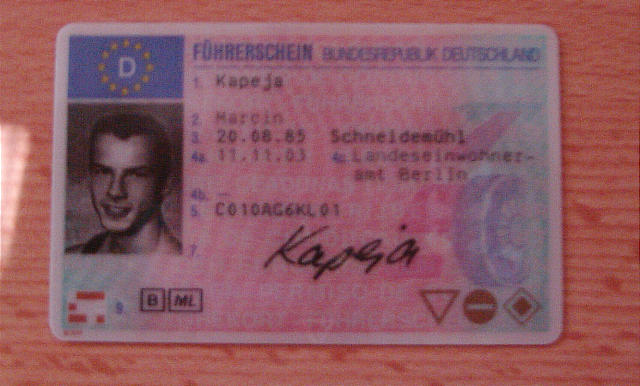 D
FÜHRERSCHEIN BUNDESREPUBLIK DEUTSCHLAND
1. Kapeja
2. Marcin
3. 20.08.85 Schneidemühl
4a. 11.11.03 4c. Landeseinwohner-
amt Berlin
4b. —
5. C010AG6KL01
7. Kapeja
9. B ML